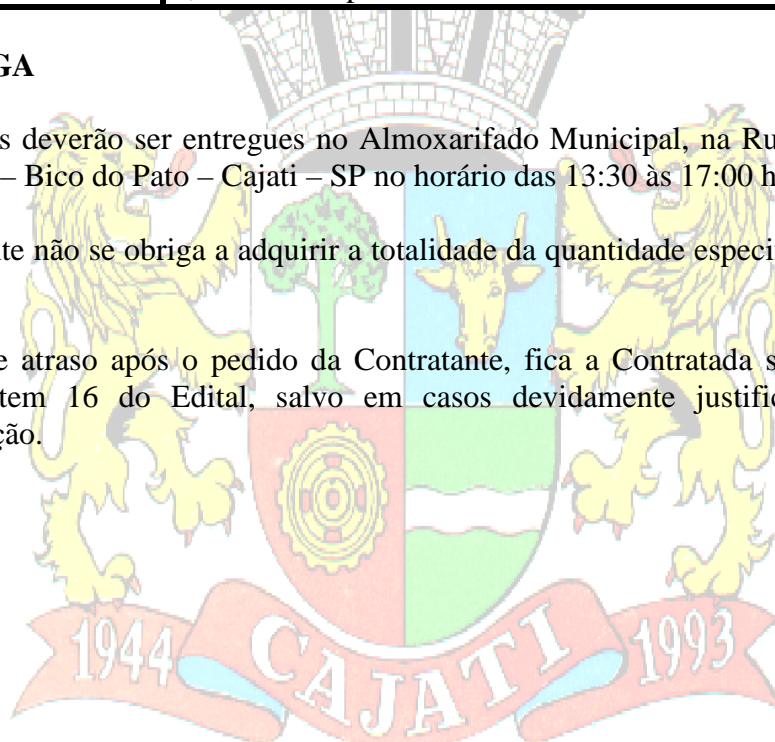 GA
s deverão ser entregues no Almoxarifado Municipal, na Ru
– Bico do Pato – Cajati – SP no horário das 13:30 às 17:00 h
te não se obriga a adquirir a totalidade da quantidade especi
e atraso após o pedido da Contratante, fica a Contratada s
tem 16 do Edital, salvo em casos devidamente justific
ção.
1944 CAJATI 1993